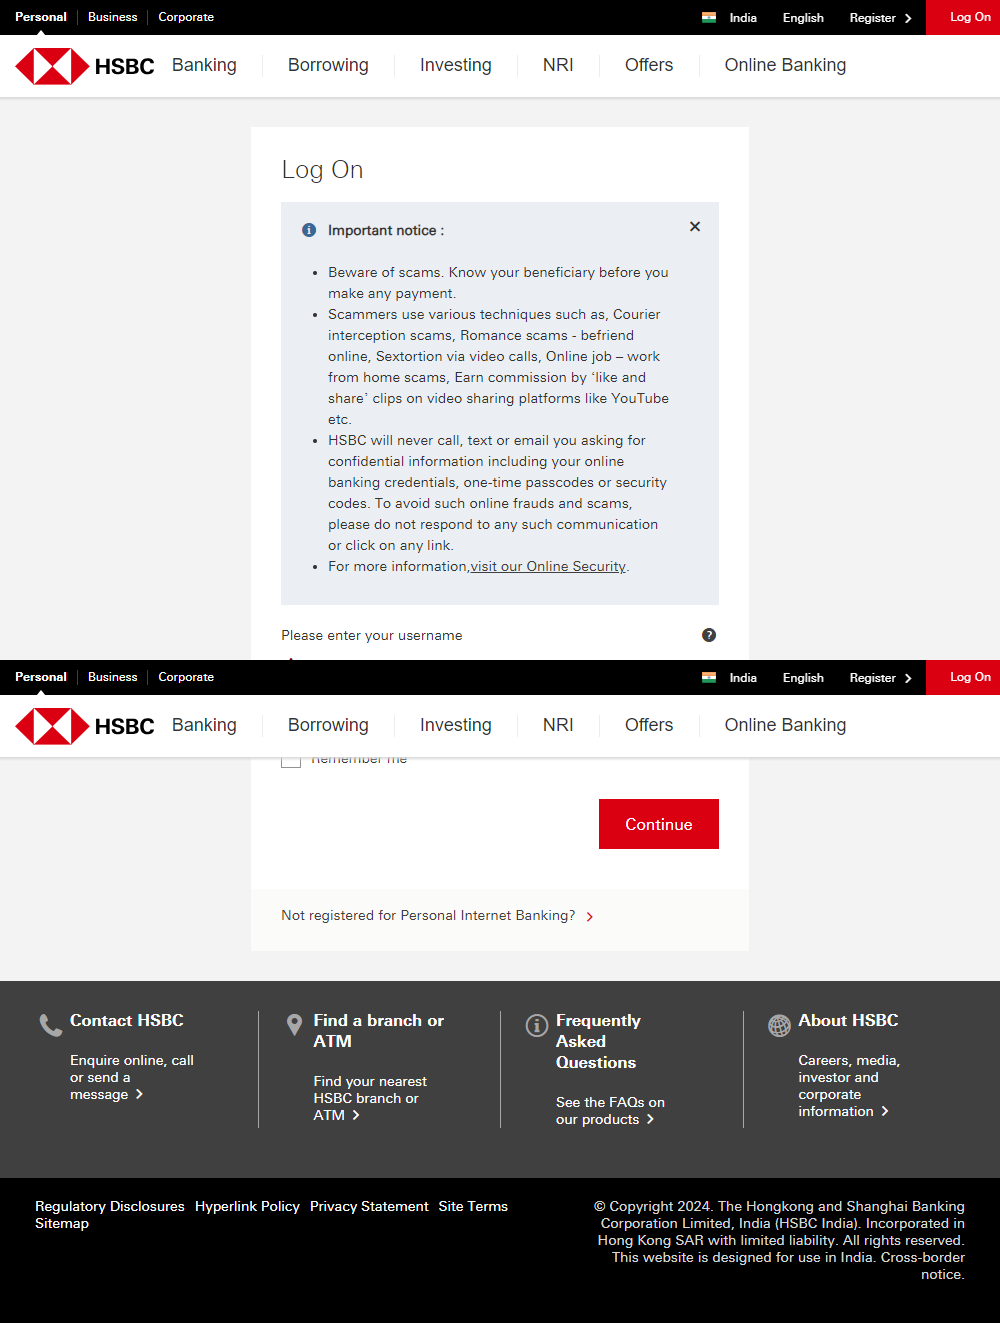 Personal Business Corporate India English Register Log On
HSBC Banking Borrowing Investing NRI Offers Online Banking
Log On
Important notice :
• Beware of scams. Know your beneficiary before you
make any payment.
• Scammers use various techniques such as, Courier
interception scams, Romance scams - befriend
online, Sextortion via video calls, Online job – work
from home scams, Earn commission by ‘like and
share’ clips on video sharing platforms like YouTube
etc.
• HSBC will never call, text or email you asking for
confidential information including your online
banking credentials, one-time passcodes or security
codes. To avoid such online frauds and scams,
please do not respond to any such communication
or click on any link.
• For more information,visit our Online Security.
Please enter your username
Personal Business Corporate India English Register Log On
HSBC Banking Borrowing Investing NRI Offers Online Banking
Remember me
Continue
Not registered for Personal Internet Banking?
Contact HSBC
Enquire online, call
or send a
message
Find a branch or
ATM
Find your nearest
HSBC branch or
ATM
Frequently
Asked
Questions
See the FAQs on
our products
About HSBC
Careers, media,
investor and
corporate
information
Regulatory Disclosures Hyperlink Policy Privacy Statement Site Terms
Sitemap
© Copyright 2024. The Hongkong and Shanghai Banking
Corporation Limited, India (HSBC India). Incorporated in
Hong Kong SAR with limited liability. All rights reserved.
This website is designed for use in India. Cross-border
notice.